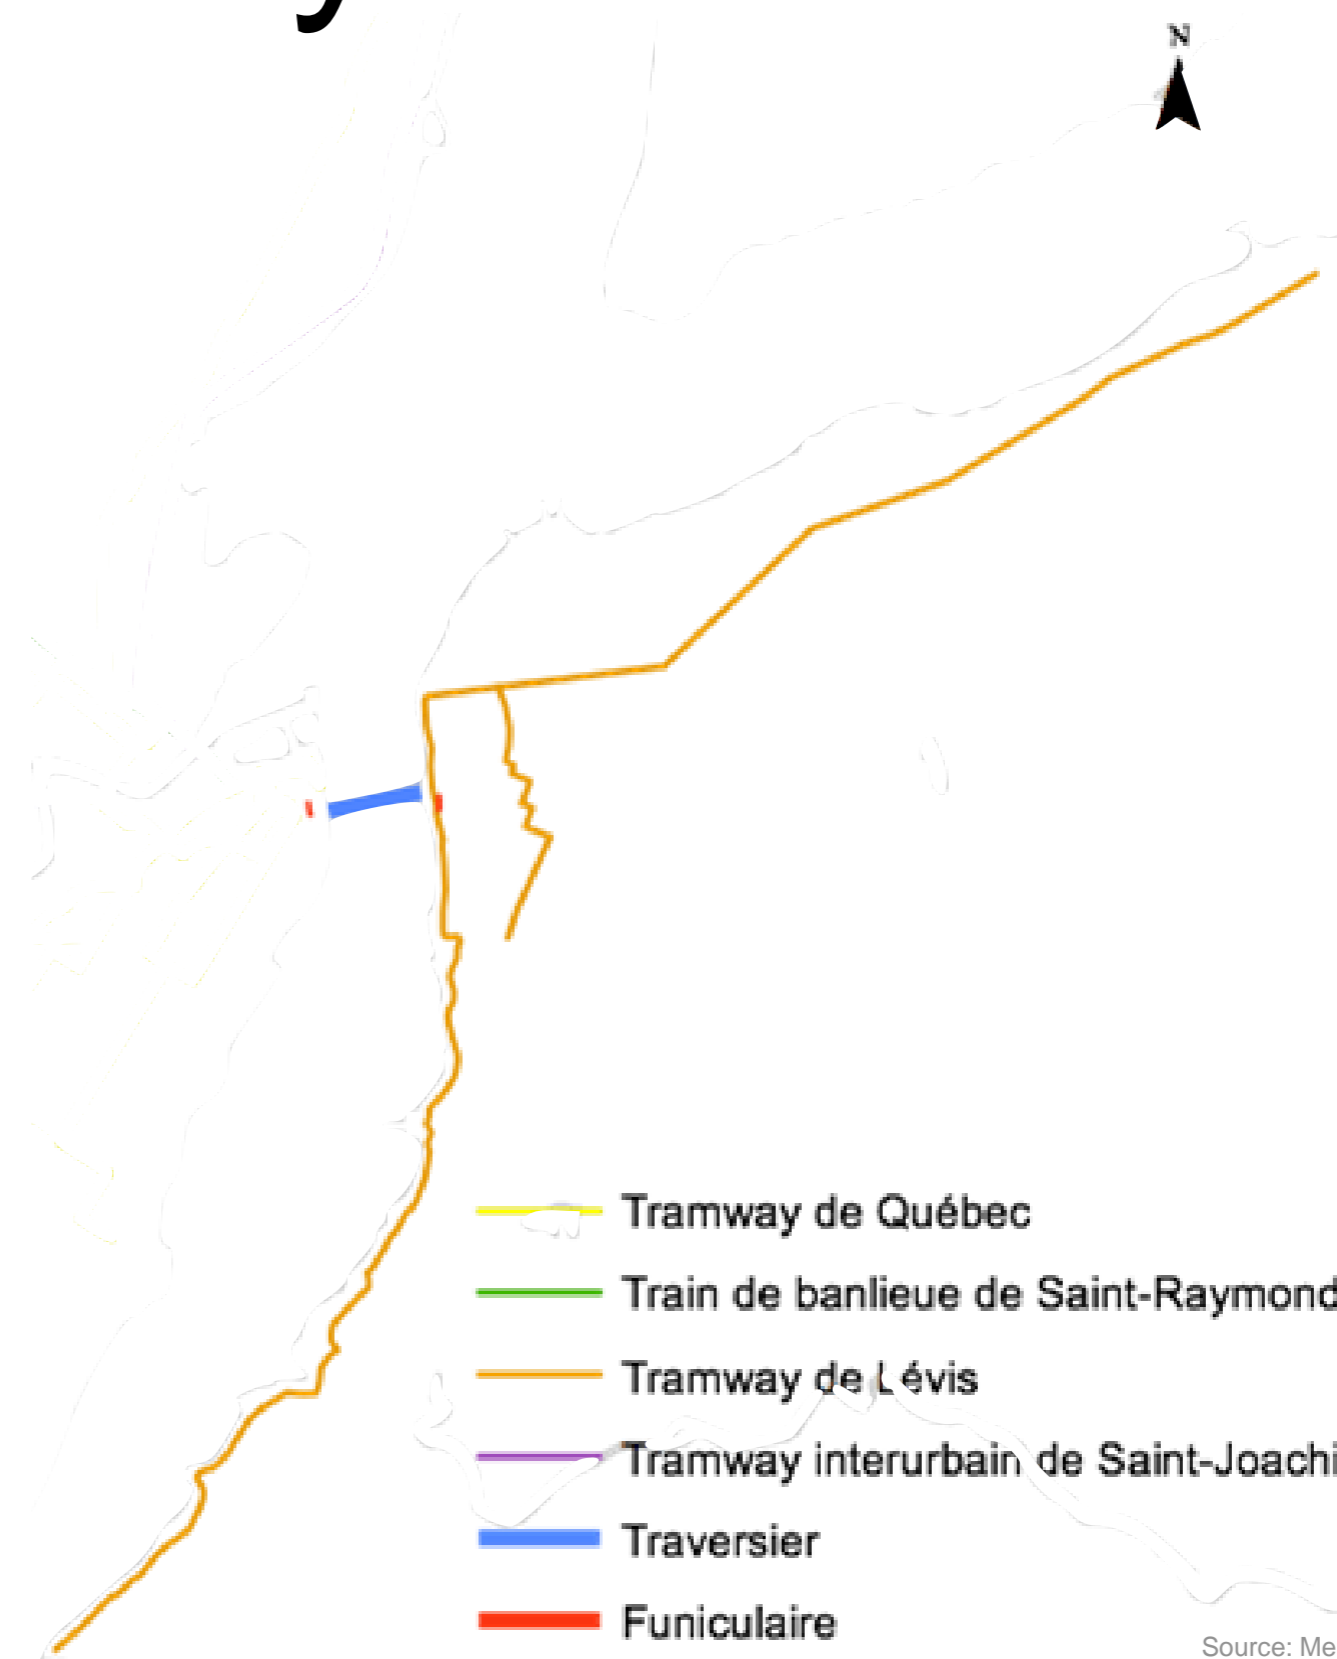 y
N
Tramway de Québec
Train de banlieue de Saint-Raymond
Tramway de Lévis
Tramway interurbain de Saint-Joachi
Traversier
Funiculaire
Source: Me